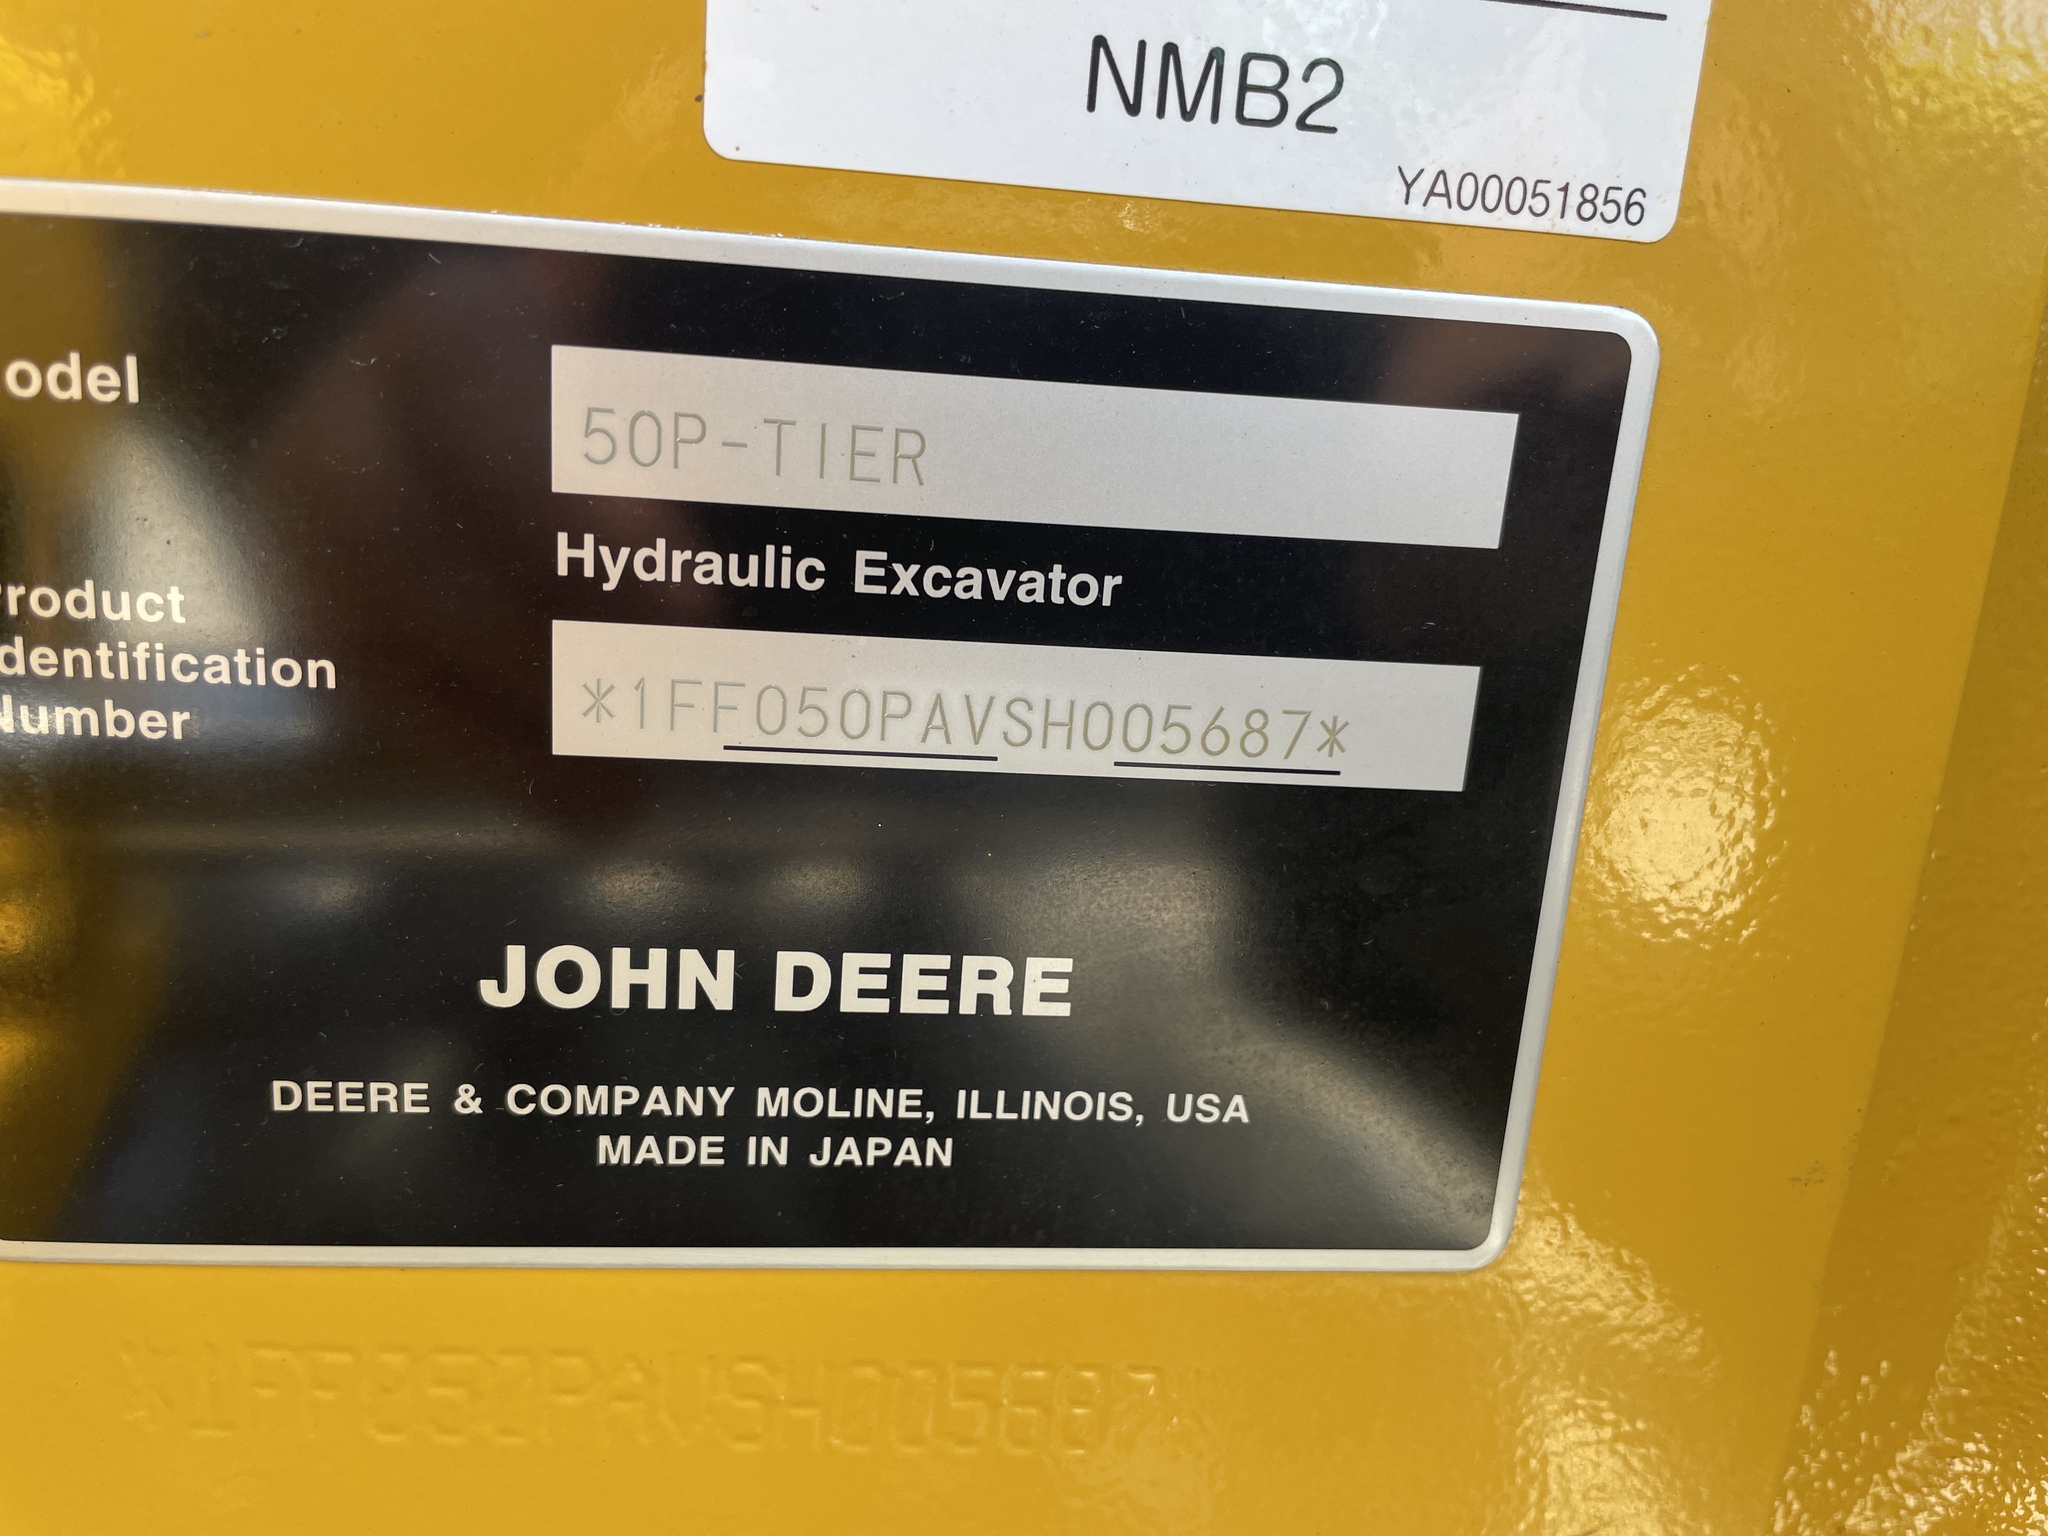 NMB2
YA00051856
odel
50P-TIER
Hydraulic Excavator
roduct
dentification
umber
*1FF050PAVSH005687*
JOHN DEERE
DEERE & COMPANY MOLINE, ILLINOIS, USA
MADE IN JAPAN
*1FF050PAVSH005687*